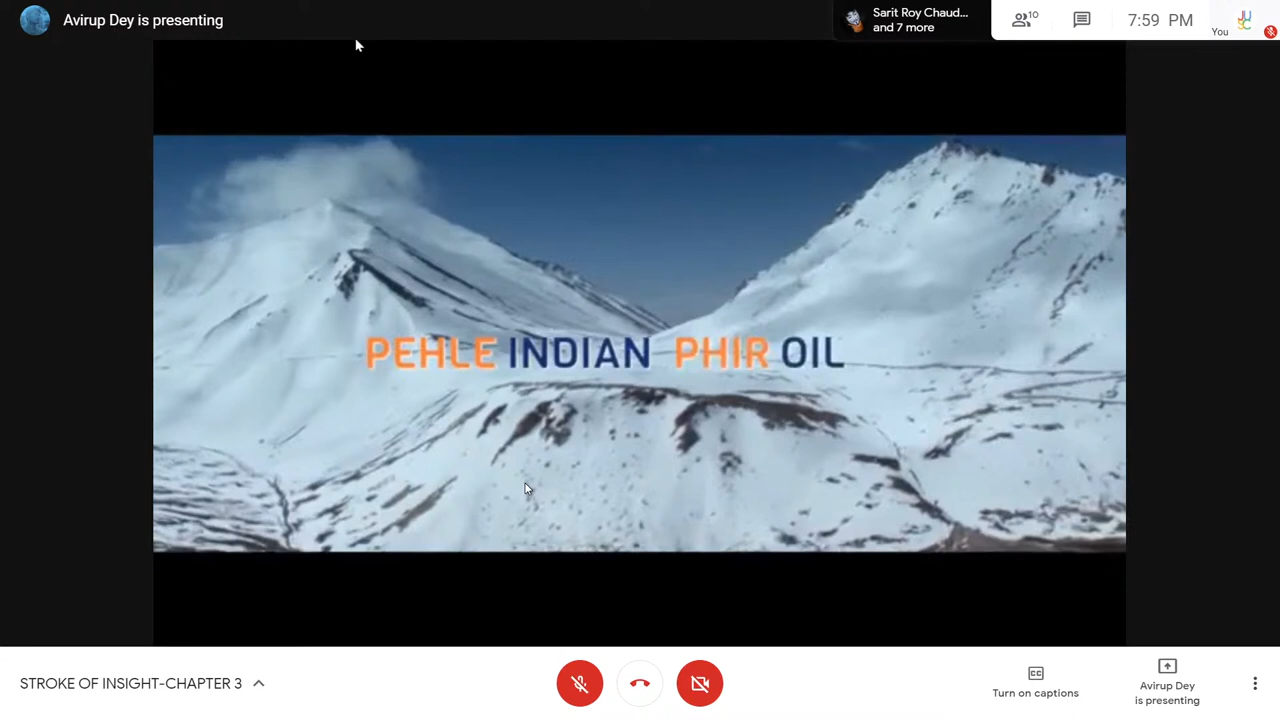 Avirup Dey is presenting
Sarit Roy Chaud...
and 7 more
10
7:59 PM
You
PEHLE INDIAN PHIR OIL
STROKE OF INSIGHT-CHAPTER 3
CC
Turn on captions
Avirup Dey
is presenting